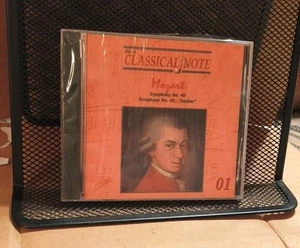 CLASSICAL NOTE
Mozart
Symphony No. 40
Symphony No. 41 - "Jupiter"
01